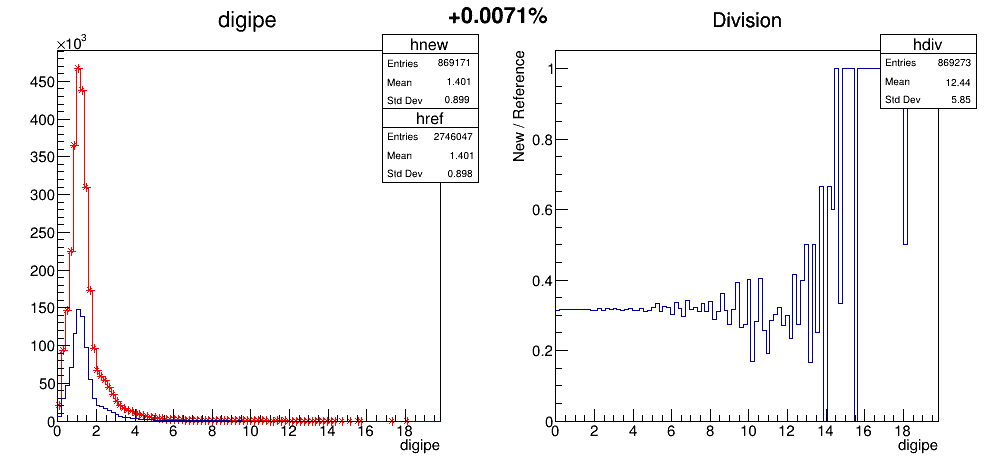 digipe
+0.0071%
Division
×10³
hnew
Entries 869171
Mean 1.401
Std Dev 0.899
href
Entries 2746047
Mean 1.401
Std Dev 0.898
450
400
350
300
250
200
150
100
50
0
0 2 4 6 8 10 12 14 16 18
digipe
hdiv
Entries 869273
Mean 12.44
Std Dev 5.85
New / Reference
1
0.8
0.6
0.4
0.2
0
0 2 4 6 8 10 12 14 16 18
digipe